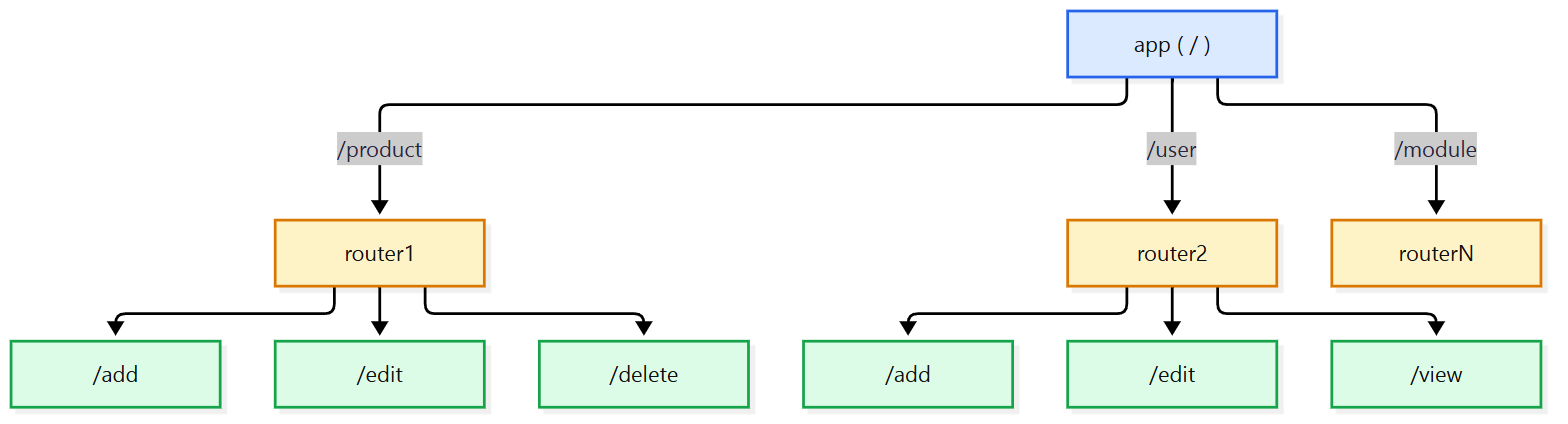 app ( / )
/product
/user
/module
router1
router2
routerN
/add
/edit
/delete
/add
/edit
/view